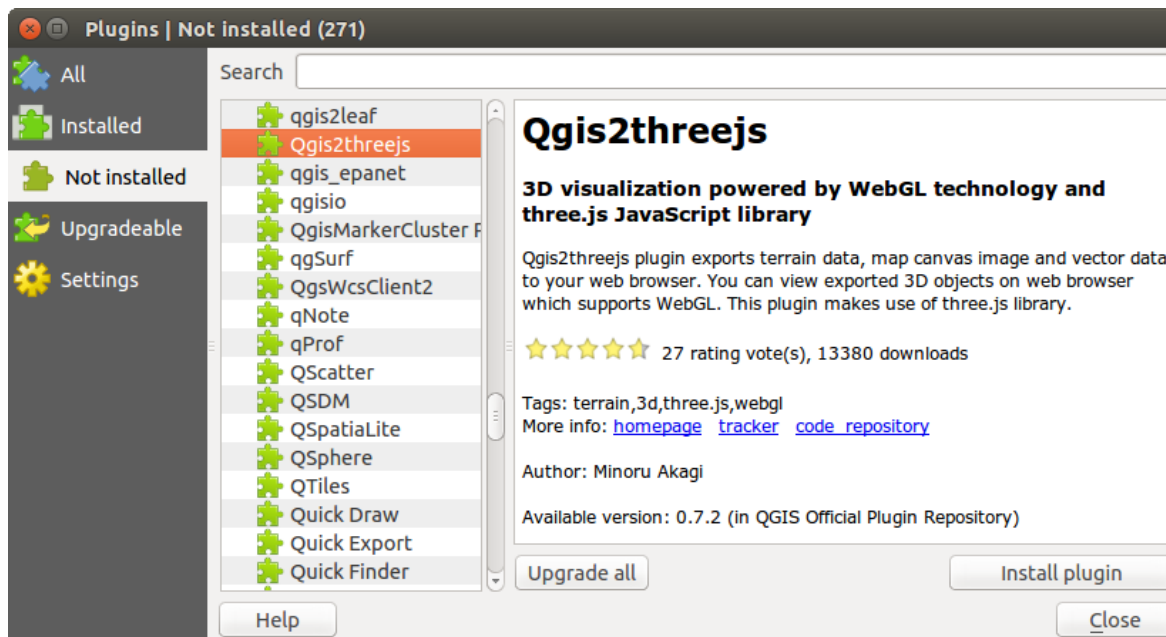 Plugins | Not installed (271)
All
Installed
Not installed
Upgradeable
Settings
Search
qgis2leaf
Qgis2threejs
qgis_epanet
qgisio
QgisMarkerCluster
qgSurf
QgsWcsClient2
qNote
qProf
QScatter
QSDM
QSpatiaLite
QSphere
QTiles
Quick Draw
Quick Export
Quick Finder
Qgis2threejs
3D visualization powered by WebGL technology and
three.js JavaScript library
Qgis2threejs plugin exports terrain data, map canvas image and vector data
to your web browser. You can view exported 3D objects on web browser
which supports WebGL. This plugin makes use of three.js library.
27 rating vote(s), 13380 downloads
Tags: terrain,3d,three.js,webgl
More info: homepage tracker code repository
Author: Minoru Akagi
Available version: 0.7.2 (in QGIS Official Plugin Repository)
Upgrade all
Install plugin
Help
Close